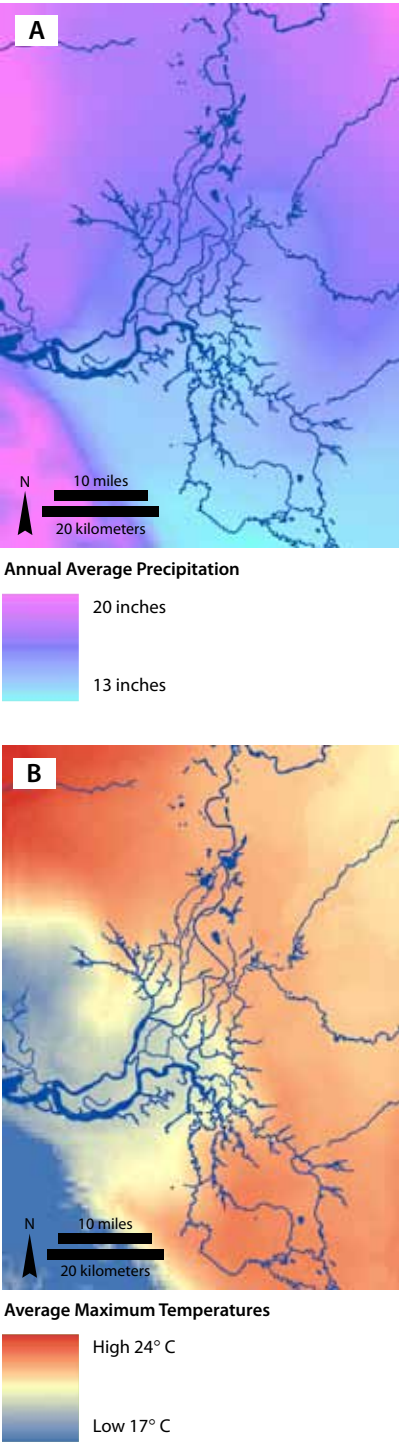 A
N
10 miles
20 kilometers
Annual Average Precipitation
20 inches
13 inches
B
N
10 miles
20 kilometers
Average Maximum Temperatures
High 24° C
Low 17° C